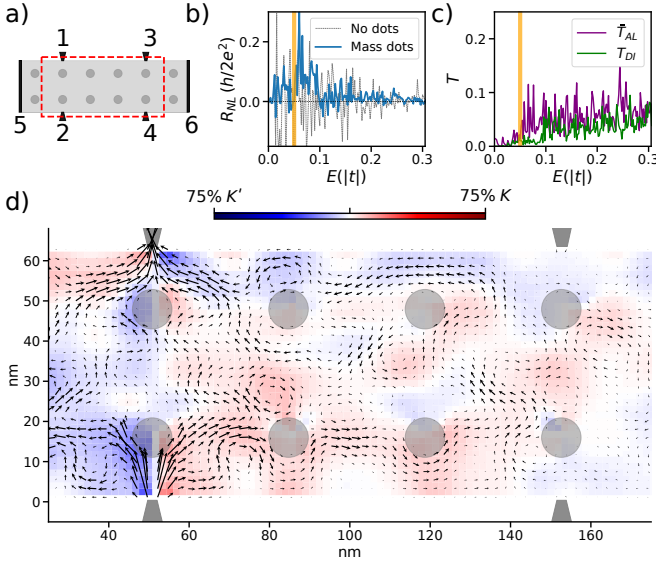 a)
1 3
2 4
5 6
b)
R_NL (h/2e²)
0.2
0.0
No dots
Mass dots
0.0 0.1 0.2 0.3
E(|t|)
c)
T
0.2
0.1
0.0
T̄_AL
T_DI
0.0 0.1 0.2 0.3
E(|t|)
d)
75% K' 75% K
nm
60
50
40
30
20
10
0
40 60 80 100 120 140 160
nm